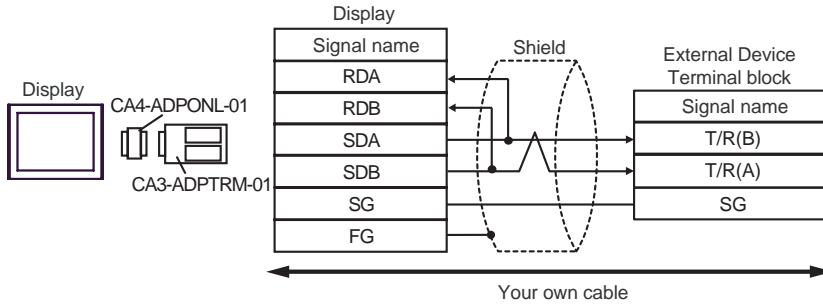 Display
Signal name
RDA
RDB
SDA
SDB
SG
FG
Shield
External Device
Terminal block
Signal name
T/R(B)
T/R(A)
SG
Display
CA4-ADPONL-01
CA3-ADPTRM-01
Your own cable